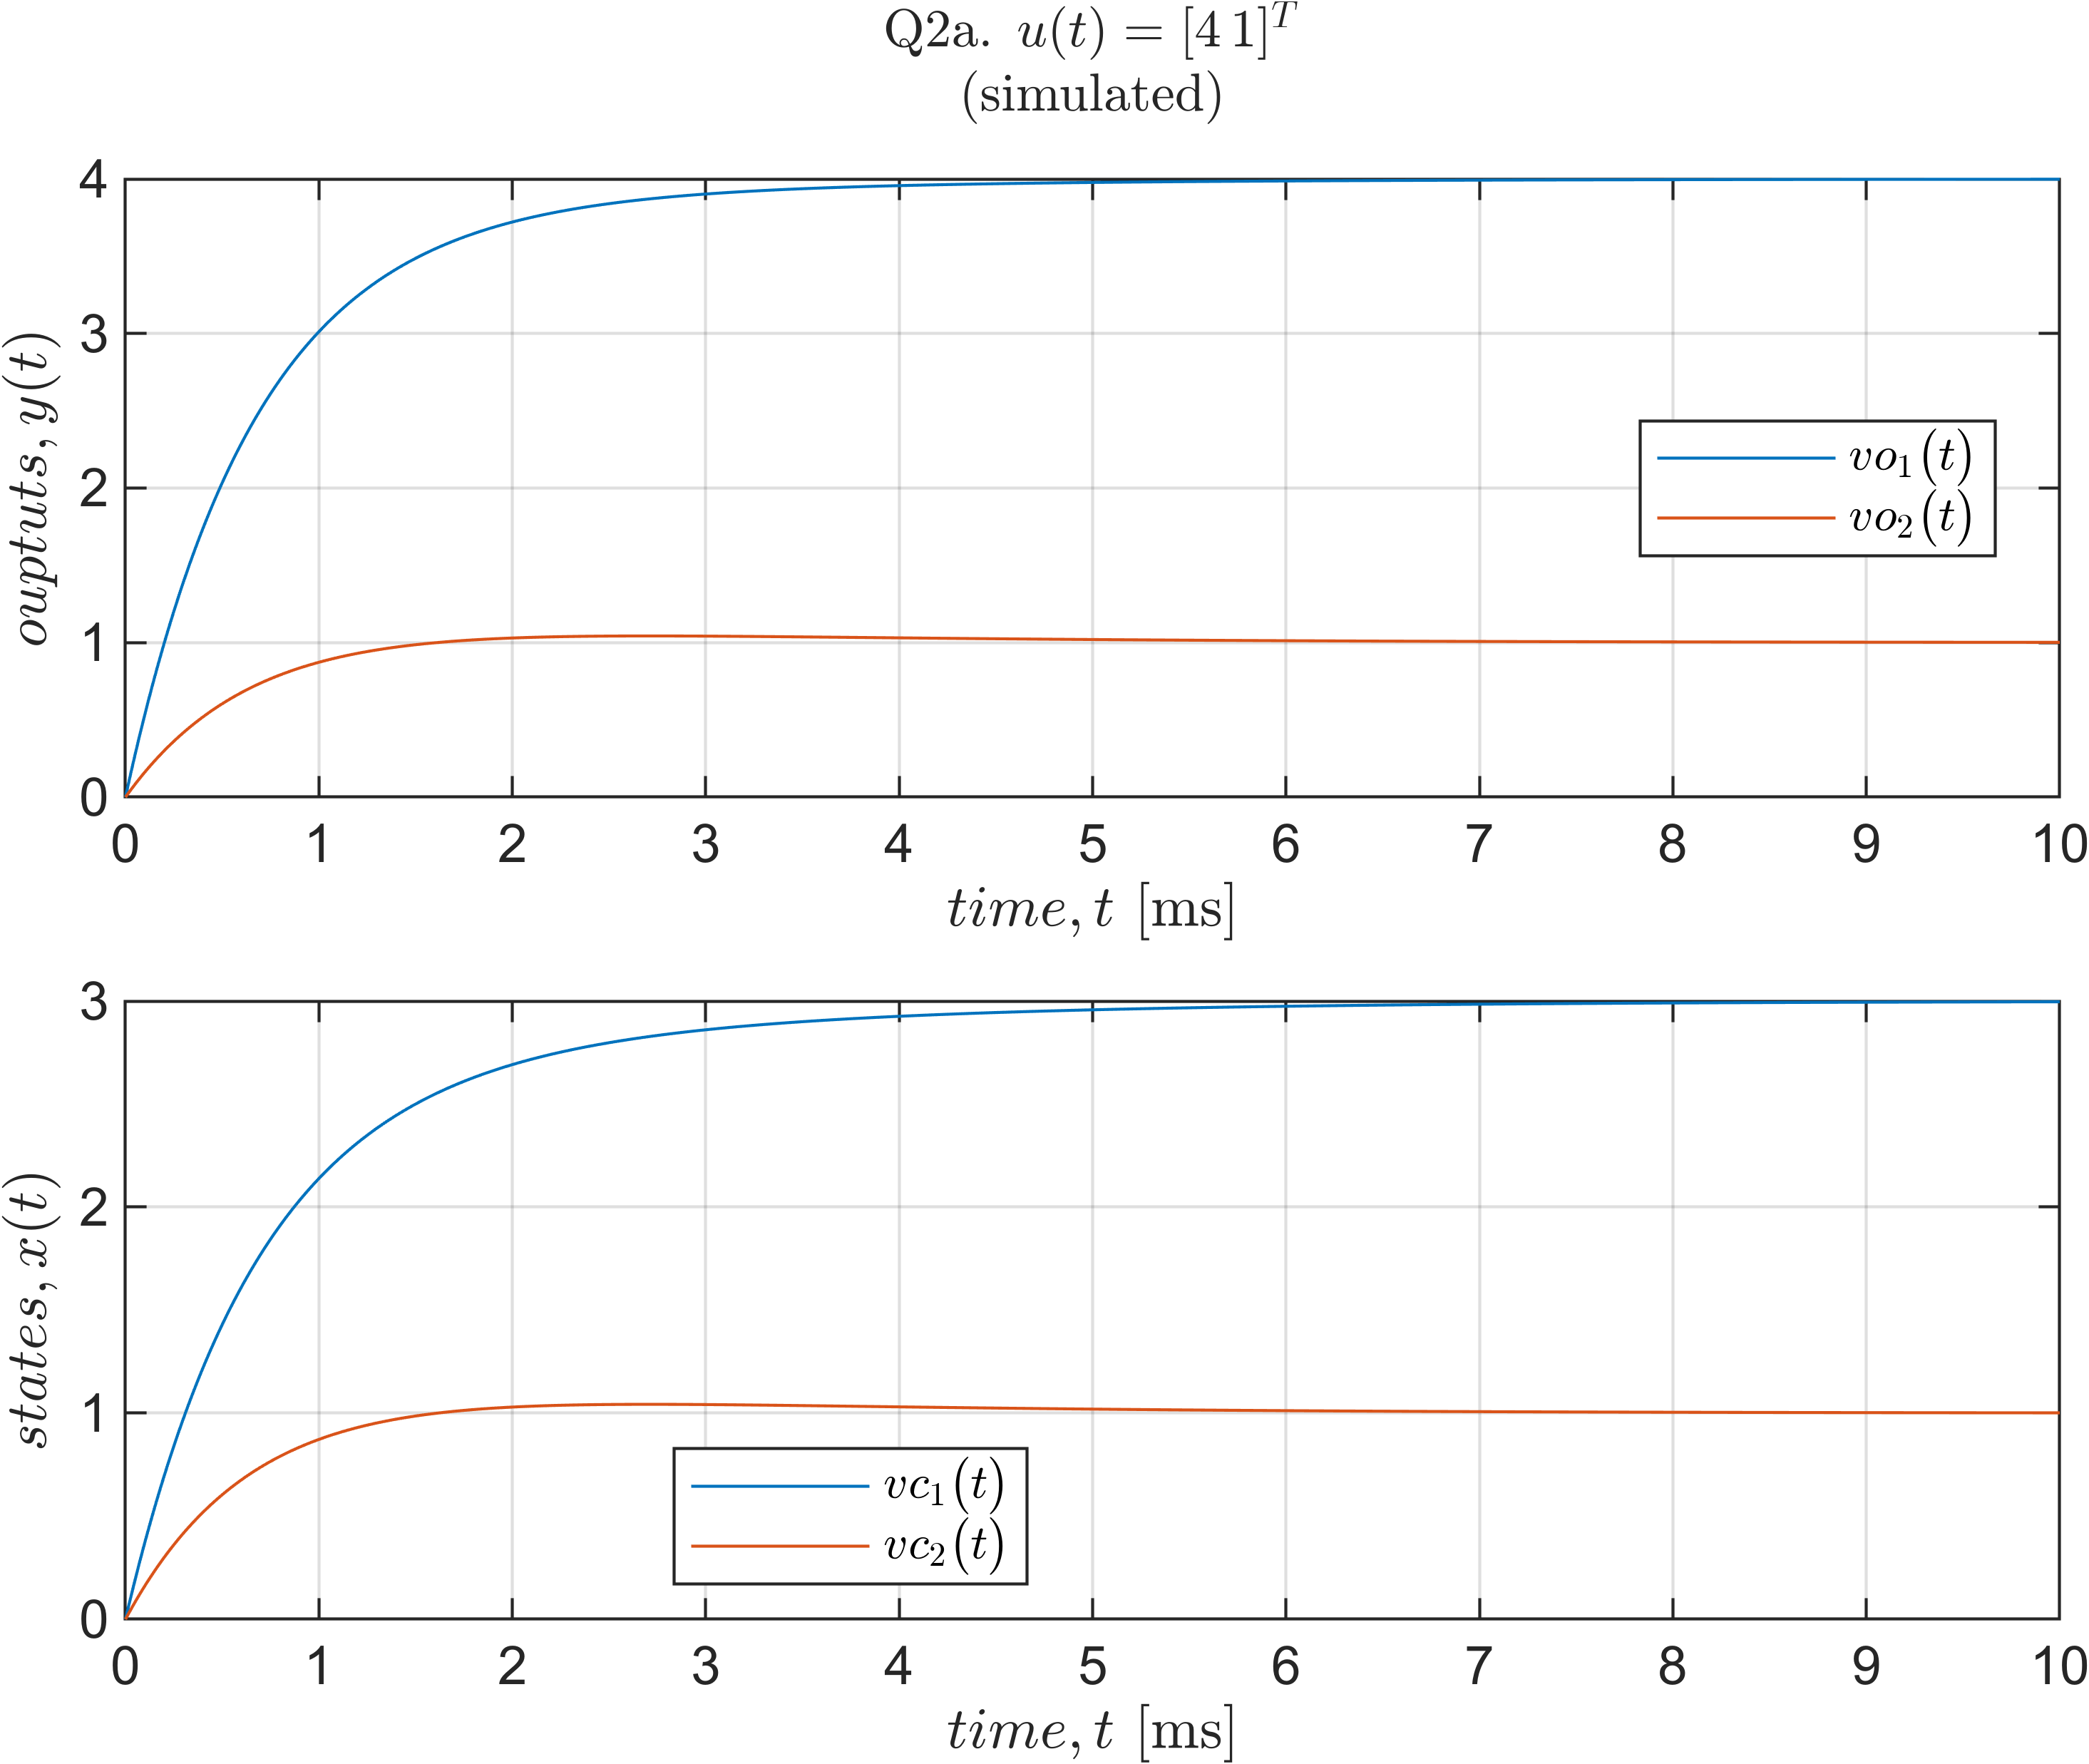 Q2a. u(t) = [4 1]^T
(simulated)
ouptuts, y(t)
4
3
2
1
0
vo₁(t)
vo₂(t)
0 1 2 3 4 5 6 7 8 9 10
time, t [ms]
states, x(t)
3
2
1
0
vc₁(t)
vc₂(t)
0 1 2 3 4 5 6 7 8 9 10
time, t [ms]